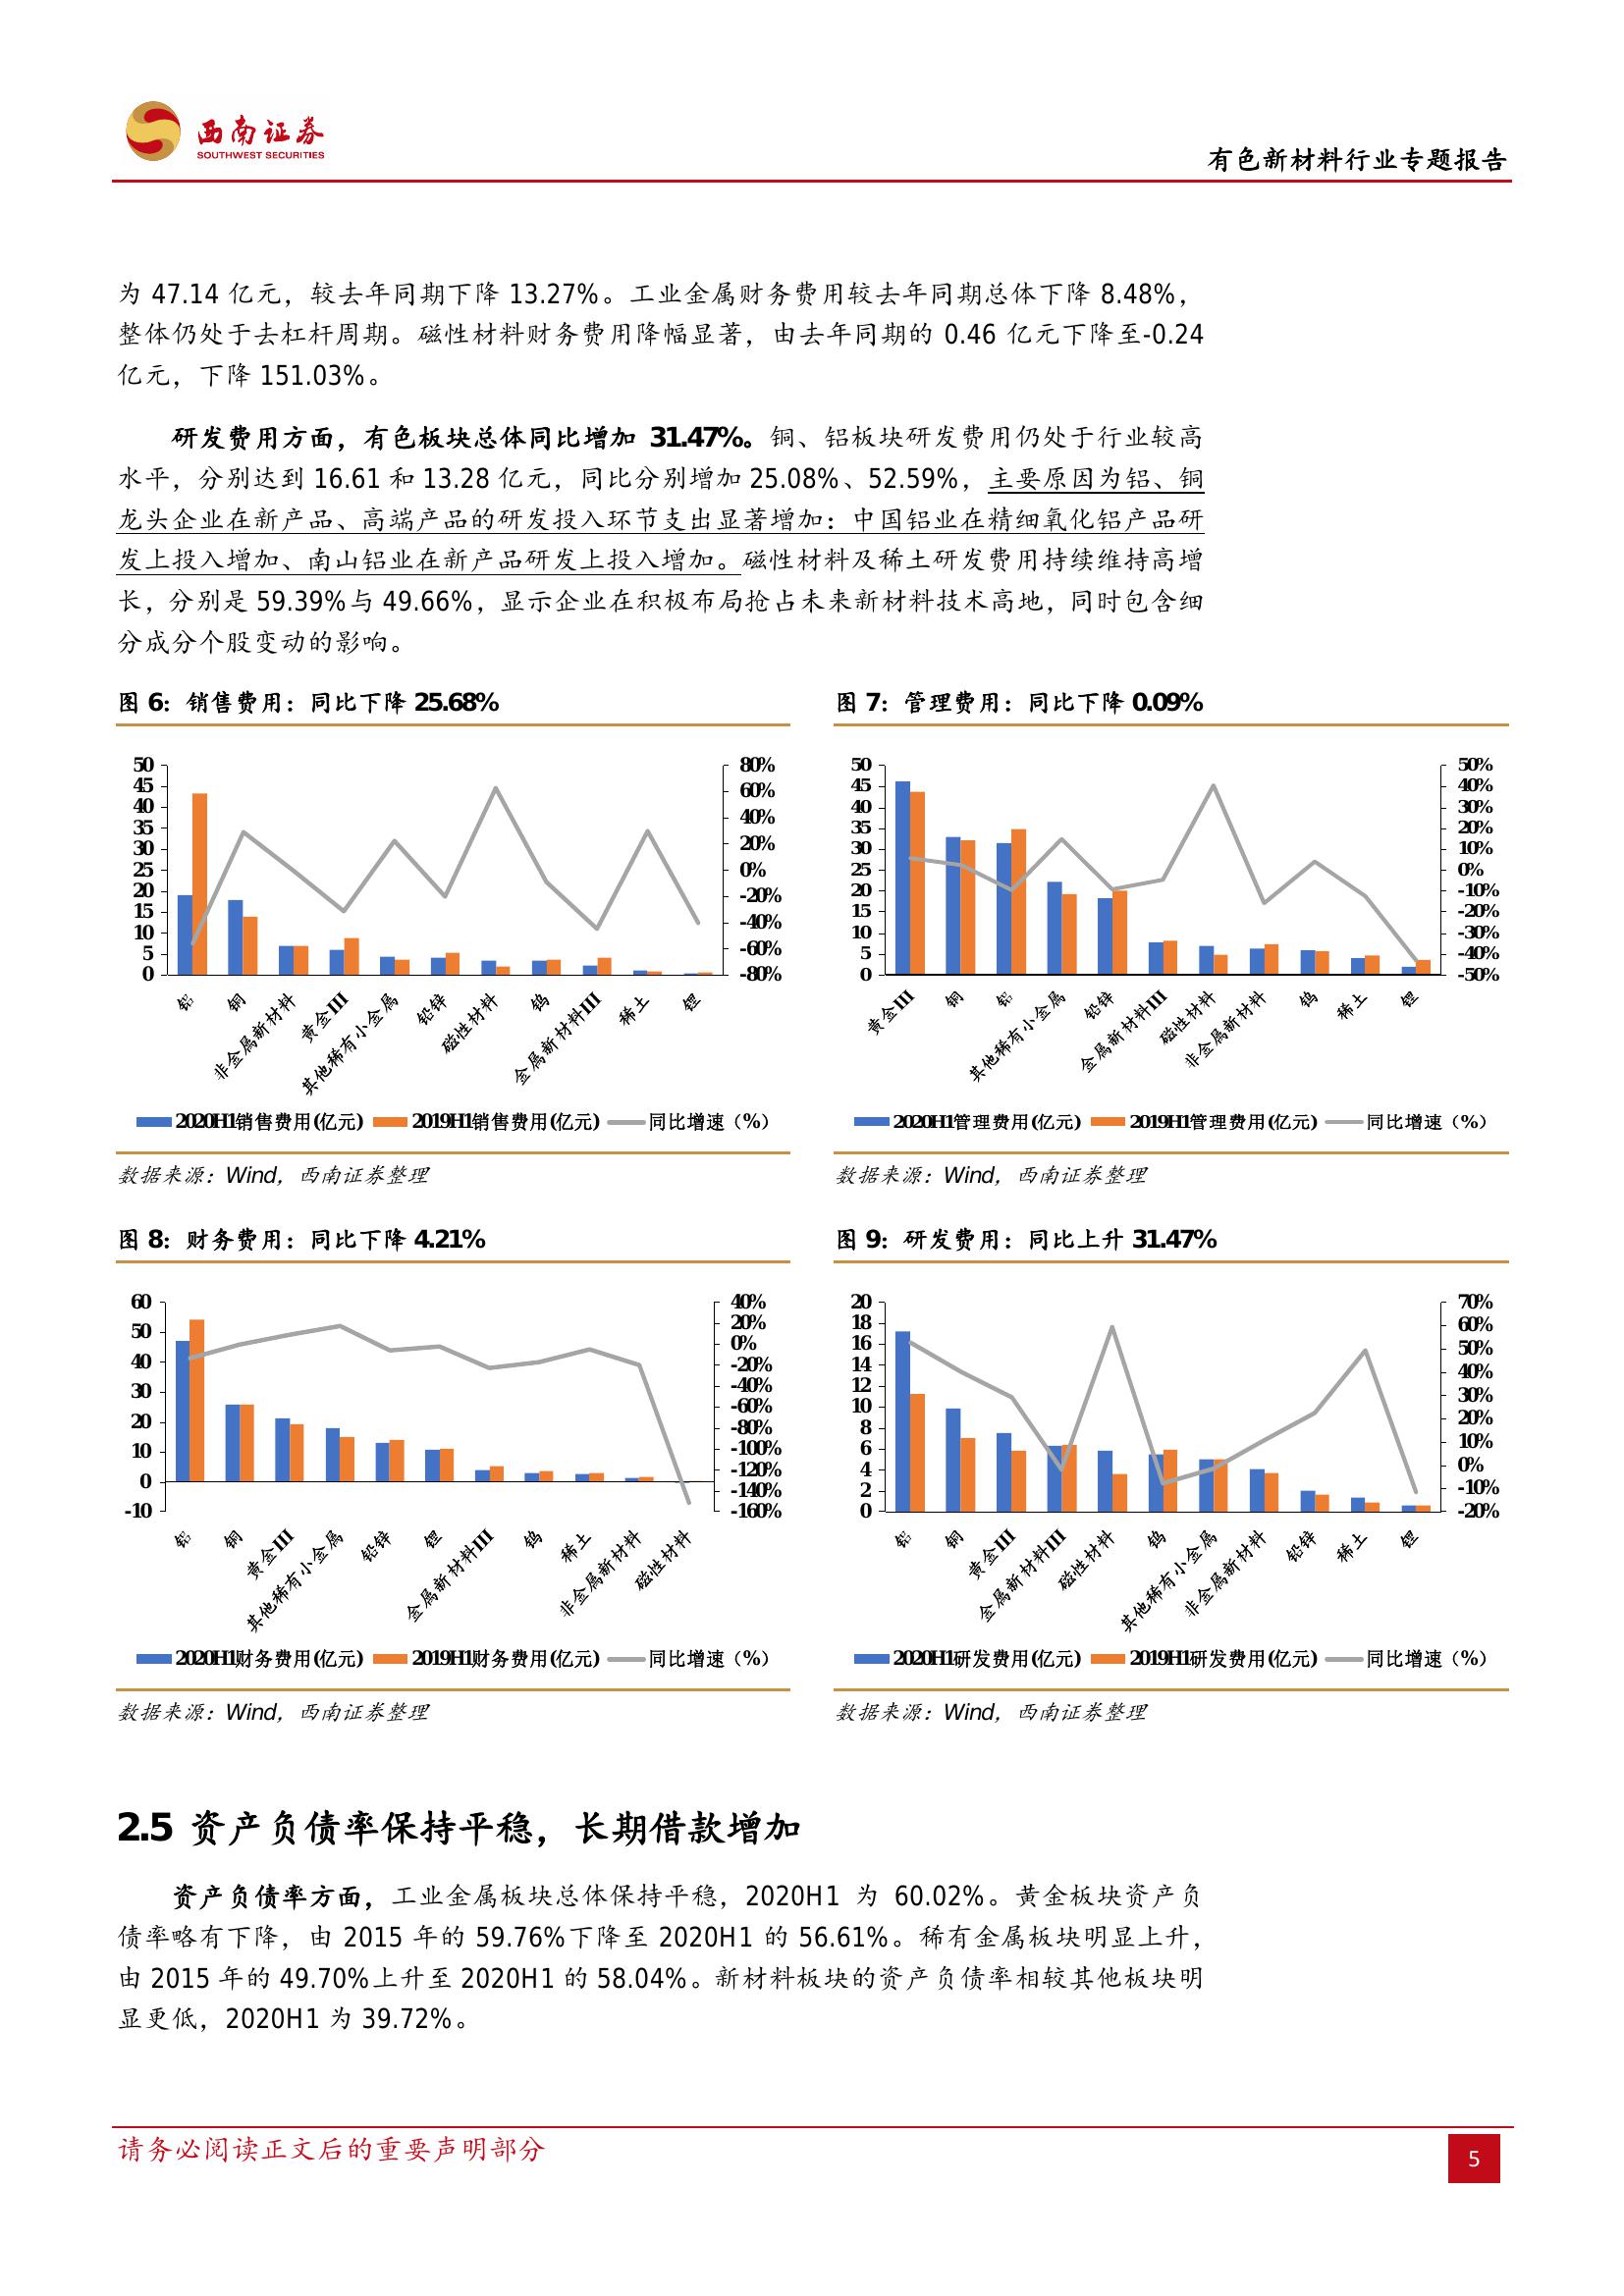 西南证券
SOUTHWEST SECURITIES
有色新材料行业专题报告
为 47.14 亿元，较去年同期下降 13.27%。工业金属财务费用较去年同期总体下降 8.48%，
整体仍处于去杠杆周期。磁性材料财务费用降幅显著，由去年同期的 0.46 亿元下降至-0.24
亿元，下降 151.03%。
研发费用方面，有色板块总体同比增加 31.47%。铜、铝板块研发费用仍处于行业较高
水平，分别达到 16.61 和 13.28 亿元，同比分别增加 25.08%、52.59%，主要原因为铝、铜
龙头企业在新产品、高端产品的研发投入环节支出显著增加：中国铝业在精细氧化铝产品研
发上投入增加、南山铝业在新产品研发上投入增加。磁性材料及稀土研发费用持续维持高增
长，分别是 59.39%与 49.66%，显示企业在积极布局抢占未来新材料技术高地，同时包含细
分成分个股变动的影响。
图 6：销售费用：同比下降 25.68%
50
45
40
35
30
25
20
15
10
5
0
80%
60%
40%
20%
0%
-20%
-40%
-60%
-80%
铝
铜
非金属新材料
黄金III
其他稀有小金属
铅锌
磁性材料
钨
金属新材料III
稀土
锂
2020H1销售费用(亿元) 2019H1销售费用(亿元) 同比增速（%）
数据来源：Wind，西南证券整理
图 7：管理费用：同比下降 0.09%
50
45
40
35
30
25
20
15
10
5
0
50%
40%
30%
20%
10%
0%
-10%
-20%
-30%
-40%
-50%
黄金III
铜
铝
其他稀有小金属
铅锌
金属新材料III
磁性材料
非金属新材料
钨
稀土
锂
2020H1管理费用(亿元) 2019H1管理费用(亿元) 同比增速（%）
数据来源：Wind，西南证券整理
图 8：财务费用：同比下降 4.21%
60
50
40
30
20
10
0
-10
40%
20%
0%
-20%
-40%
-60%
-80%
-100%
-120%
-140%
-160%
铝
铜
黄金III
其他稀有小金属
铅锌
锂
金属新材料III
钨
稀土
非金属新材料
磁性材料
2020H1财务费用(亿元) 2019H1财务费用(亿元) 同比增速（%）
数据来源：Wind，西南证券整理
图 9：研发费用：同比上升 31.47%
20
18
16
14
12
10
8
6
4
2
0
70%
60%
50%
40%
30%
20%
10%
0%
-10%
-20%
铝
铜
黄金III
金属新材料III
磁性材料
钨
其他稀有小金属
非金属新材料
铅锌
稀土
锂
2020H1研发费用(亿元) 2019H1研发费用(亿元) 同比增速（%）
数据来源：Wind，西南证券整理
2.5 资产负债率保持平稳，长期借款增加
资产负债率方面，工业金属板块总体保持平稳，2020H1 为 60.02%。黄金板块资产负
债率略有下降，由 2015 年的 59.76%下降至 2020H1 的 56.61%。稀有金属板块明显上升，
由 2015 年的 49.70%上升至 2020H1 的 58.04%。新材料板块的资产负债率相较其他板块明
显更低，2020H1 为 39.72%。
请务必阅读正文后的重要声明部分
5